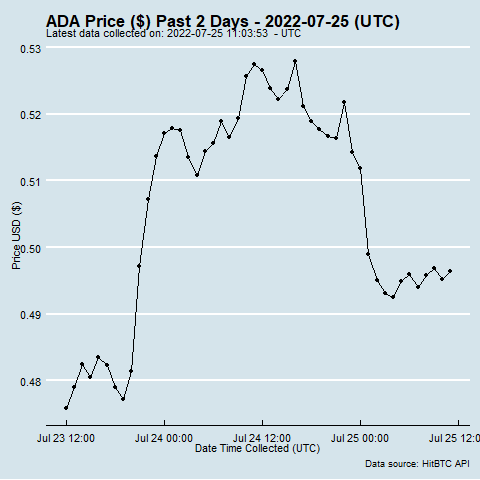 ADA Price ($) Past 2 Days - 2022-07-25 (UTC)
Latest data collected on: 2022-07-25 11:03:53  - UTC
0.53
0.52
0.51
0.50
0.49
0.48
Price USD ($)
Jul 23 12:00
Jul 24 00:00
Jul 24 12:00
Jul 25 00:00
Jul 25 12:00
Date Time Collected (UTC)
Data source: HitBTC API